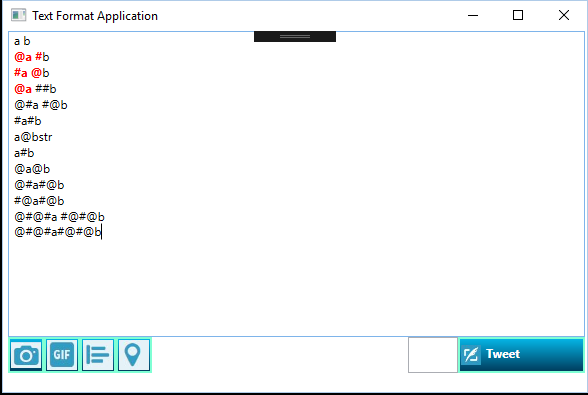 Text Format Application
a b
@a #b
#a @b
@a ##b
@#a #@b
#a#b
a@bstr
a#b
@a@b
@#a#@b
#@a#@b
@#@#a #@#@b
@#@#a#@#@b
GIF
Tweet